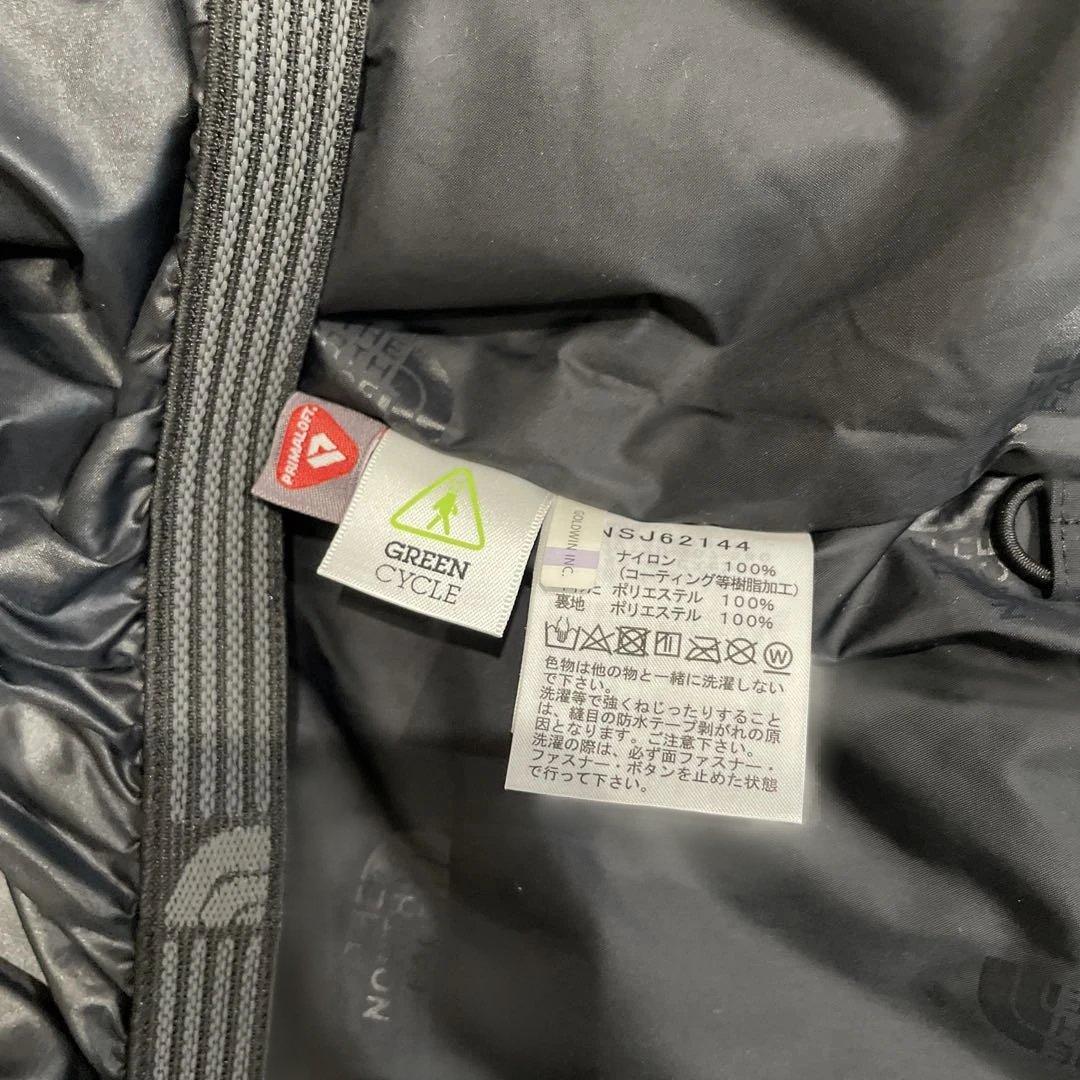 THE
PRIMALOFT®
GREEN
CYCLE
GOLDWIN INC.
NSJ62144
ナイロン 100%
(コーティング等樹脂加工)
ポリエステル 100%
裏地 ポリエステル 100%
W
色物は他の物と一緒に洗濯しない
で下さい。
洗濯等で強くねじったりすること
は、縫目の防水テープ剥がれの原
因となります。ご注意下さい。
洗濯の際は、必ず面ファスナー・
ファスナー・ボタンを止めた状態
で行って下さい。